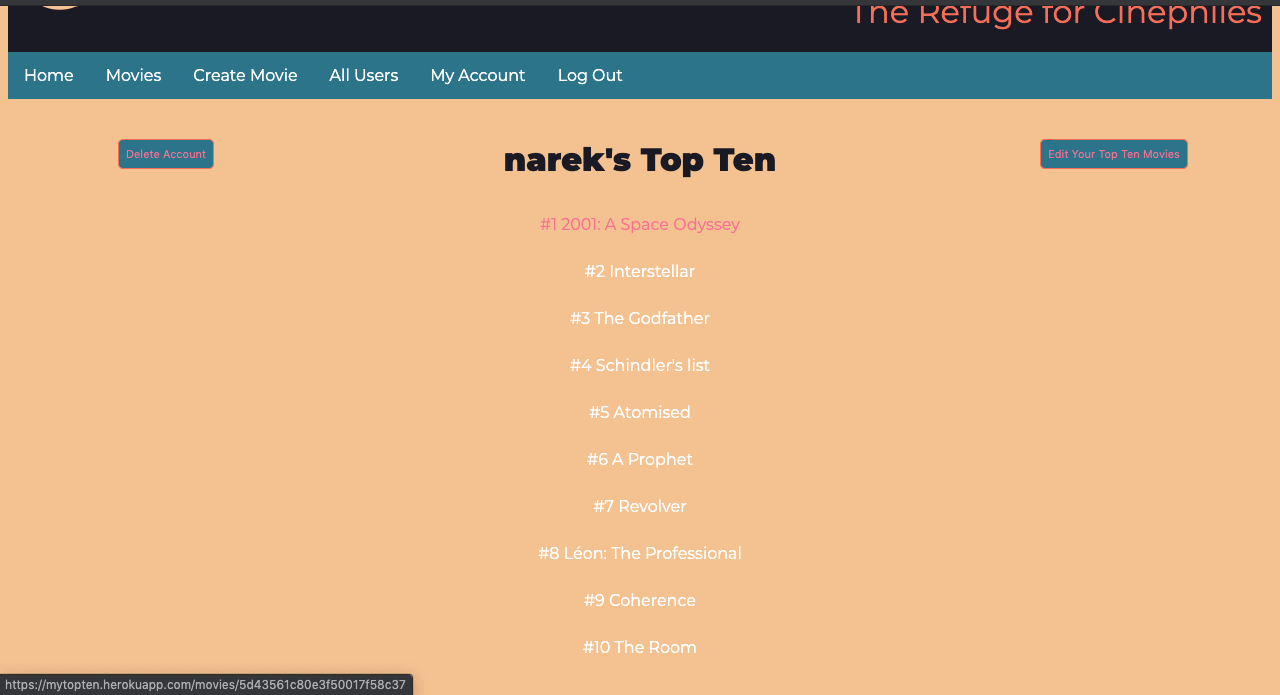 The Refuge for Cinephiles
Home Movies Create Movie All Users My Account Log Out
Delete Account
narek's Top Ten
Edit Your Top Ten Movies
#1 2001: A Space Odyssey
#2 Interstellar
#3 The Godfather
#4 Schindler's list
#5 Atomised
#6 A Prophet
#7 Revolver
#8 Léon: The Professional
#9 Coherence
#10 The Room
https://mytopten.herokuapp.com/movies/5d43561c80e3f50017f58c37